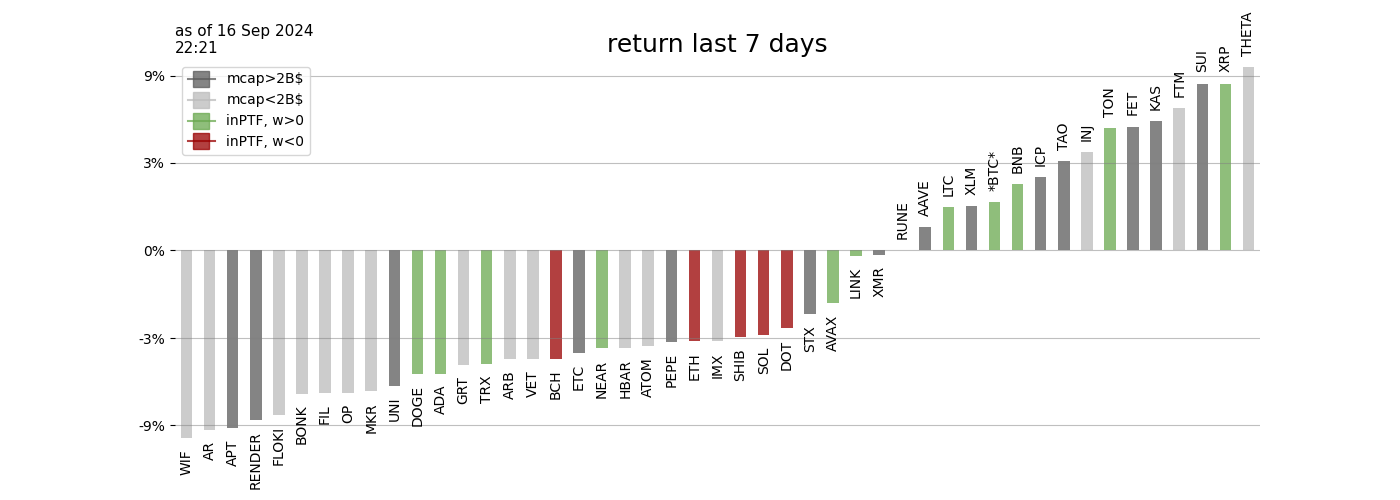 as of 16 Sep 2024
22:21
return last 7 days
mcap>2B$
mcap<2B$
inPTF, w>0
inPTF, w<0
9%
3%
0%
-3%
-9%
WIF
AR
APT
RENDER
FLOKI
BONK
FIL
OP
MKR
UNI
DOGE
ADA
GRT
TRX
ARB
VET
BCH
ETC
NEAR
HBAR
ATOM
PEPE
ETH
IMX
SHIB
SOL
DOT
STX
AVAX
LINK
XMR
RUNE
AAVE
LTC
XLM
*BTC*
BNB
ICP
TAO
INJ
TON
FET
KAS
FTM
SUI
XRP
THETA